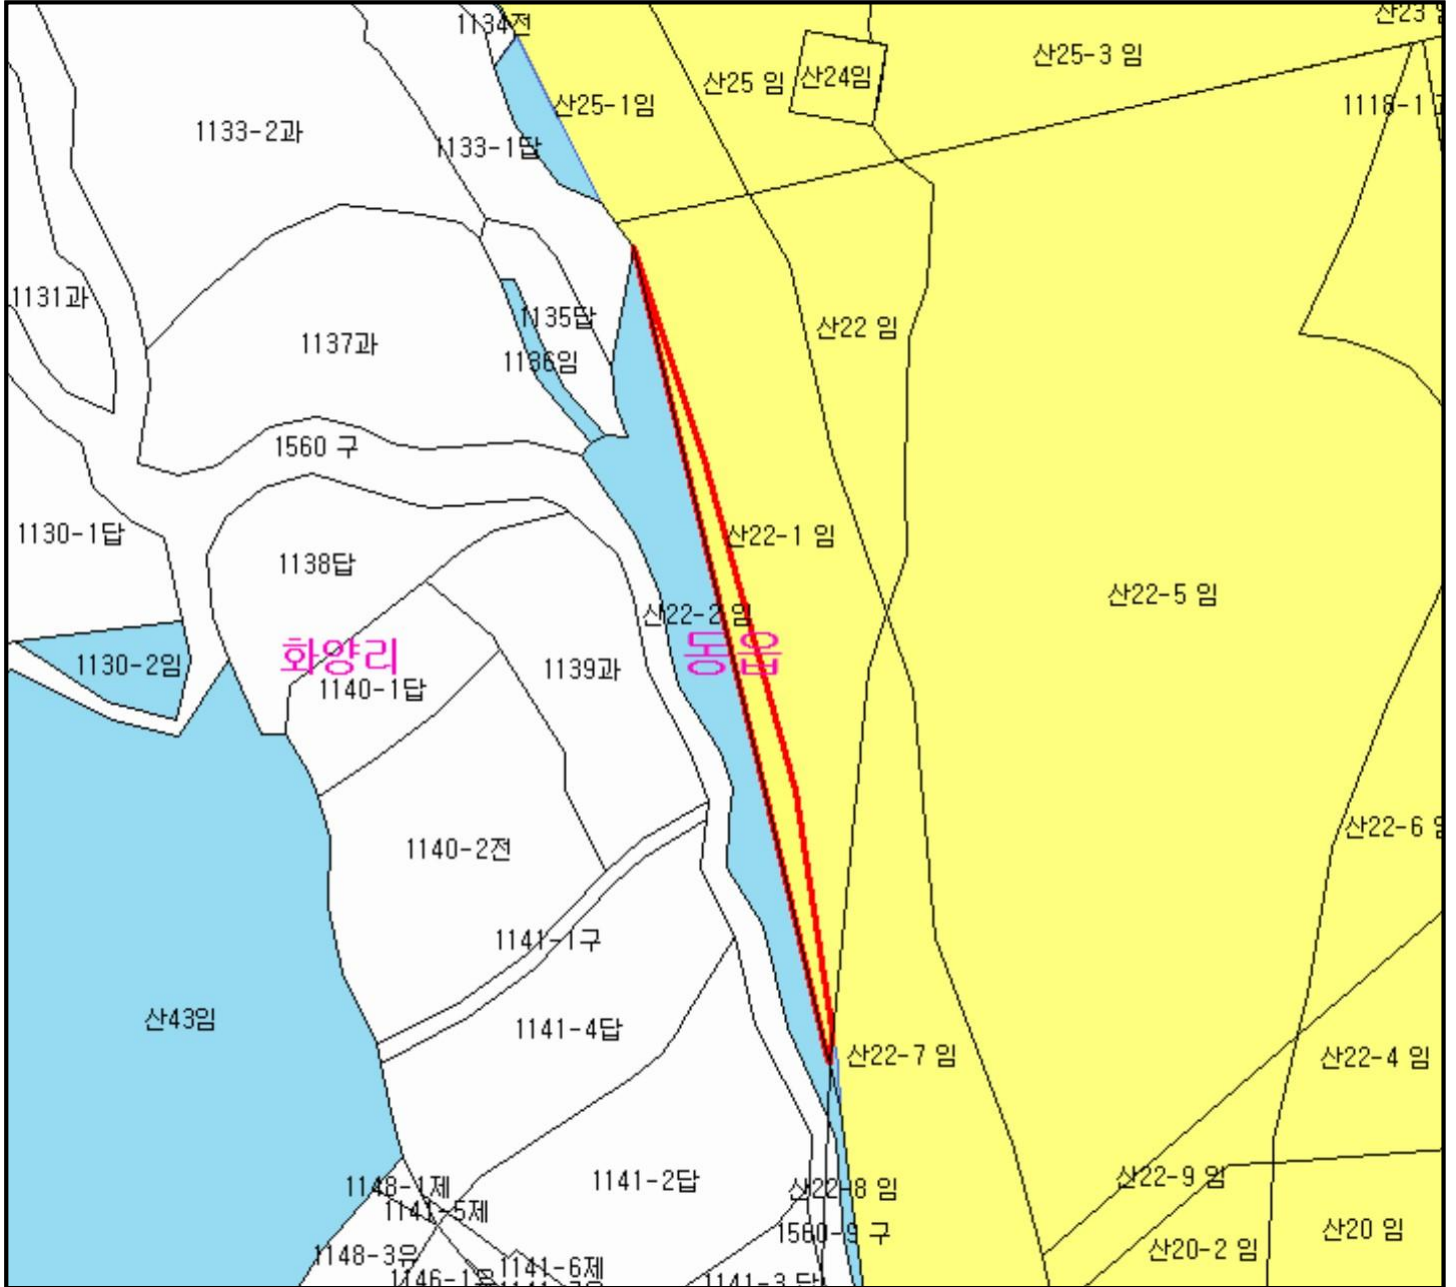 1134전
산23
산25-3 임
산25 임
산24임
산25-1임
1118-1
1133-2과
1133-1답
1131과
1135답
산22 임
1137과
1136임
1560 구
1130-1답
산22-1 임
1138답
산22-5 임
산22-2 임
화양리
동읍
1130-2임
1139과
1140-1답
산22-6
1140-2전
1141-1구
산43임
1141-4답
산22-7 임
산22-4 임
1148-1제
1141-2답
산22-8 임
산22-9 임
1141-5제
1560-9 구
산20 임
1148-3유
산20-2 임
1141-6제
1146-1유
1141-3 답